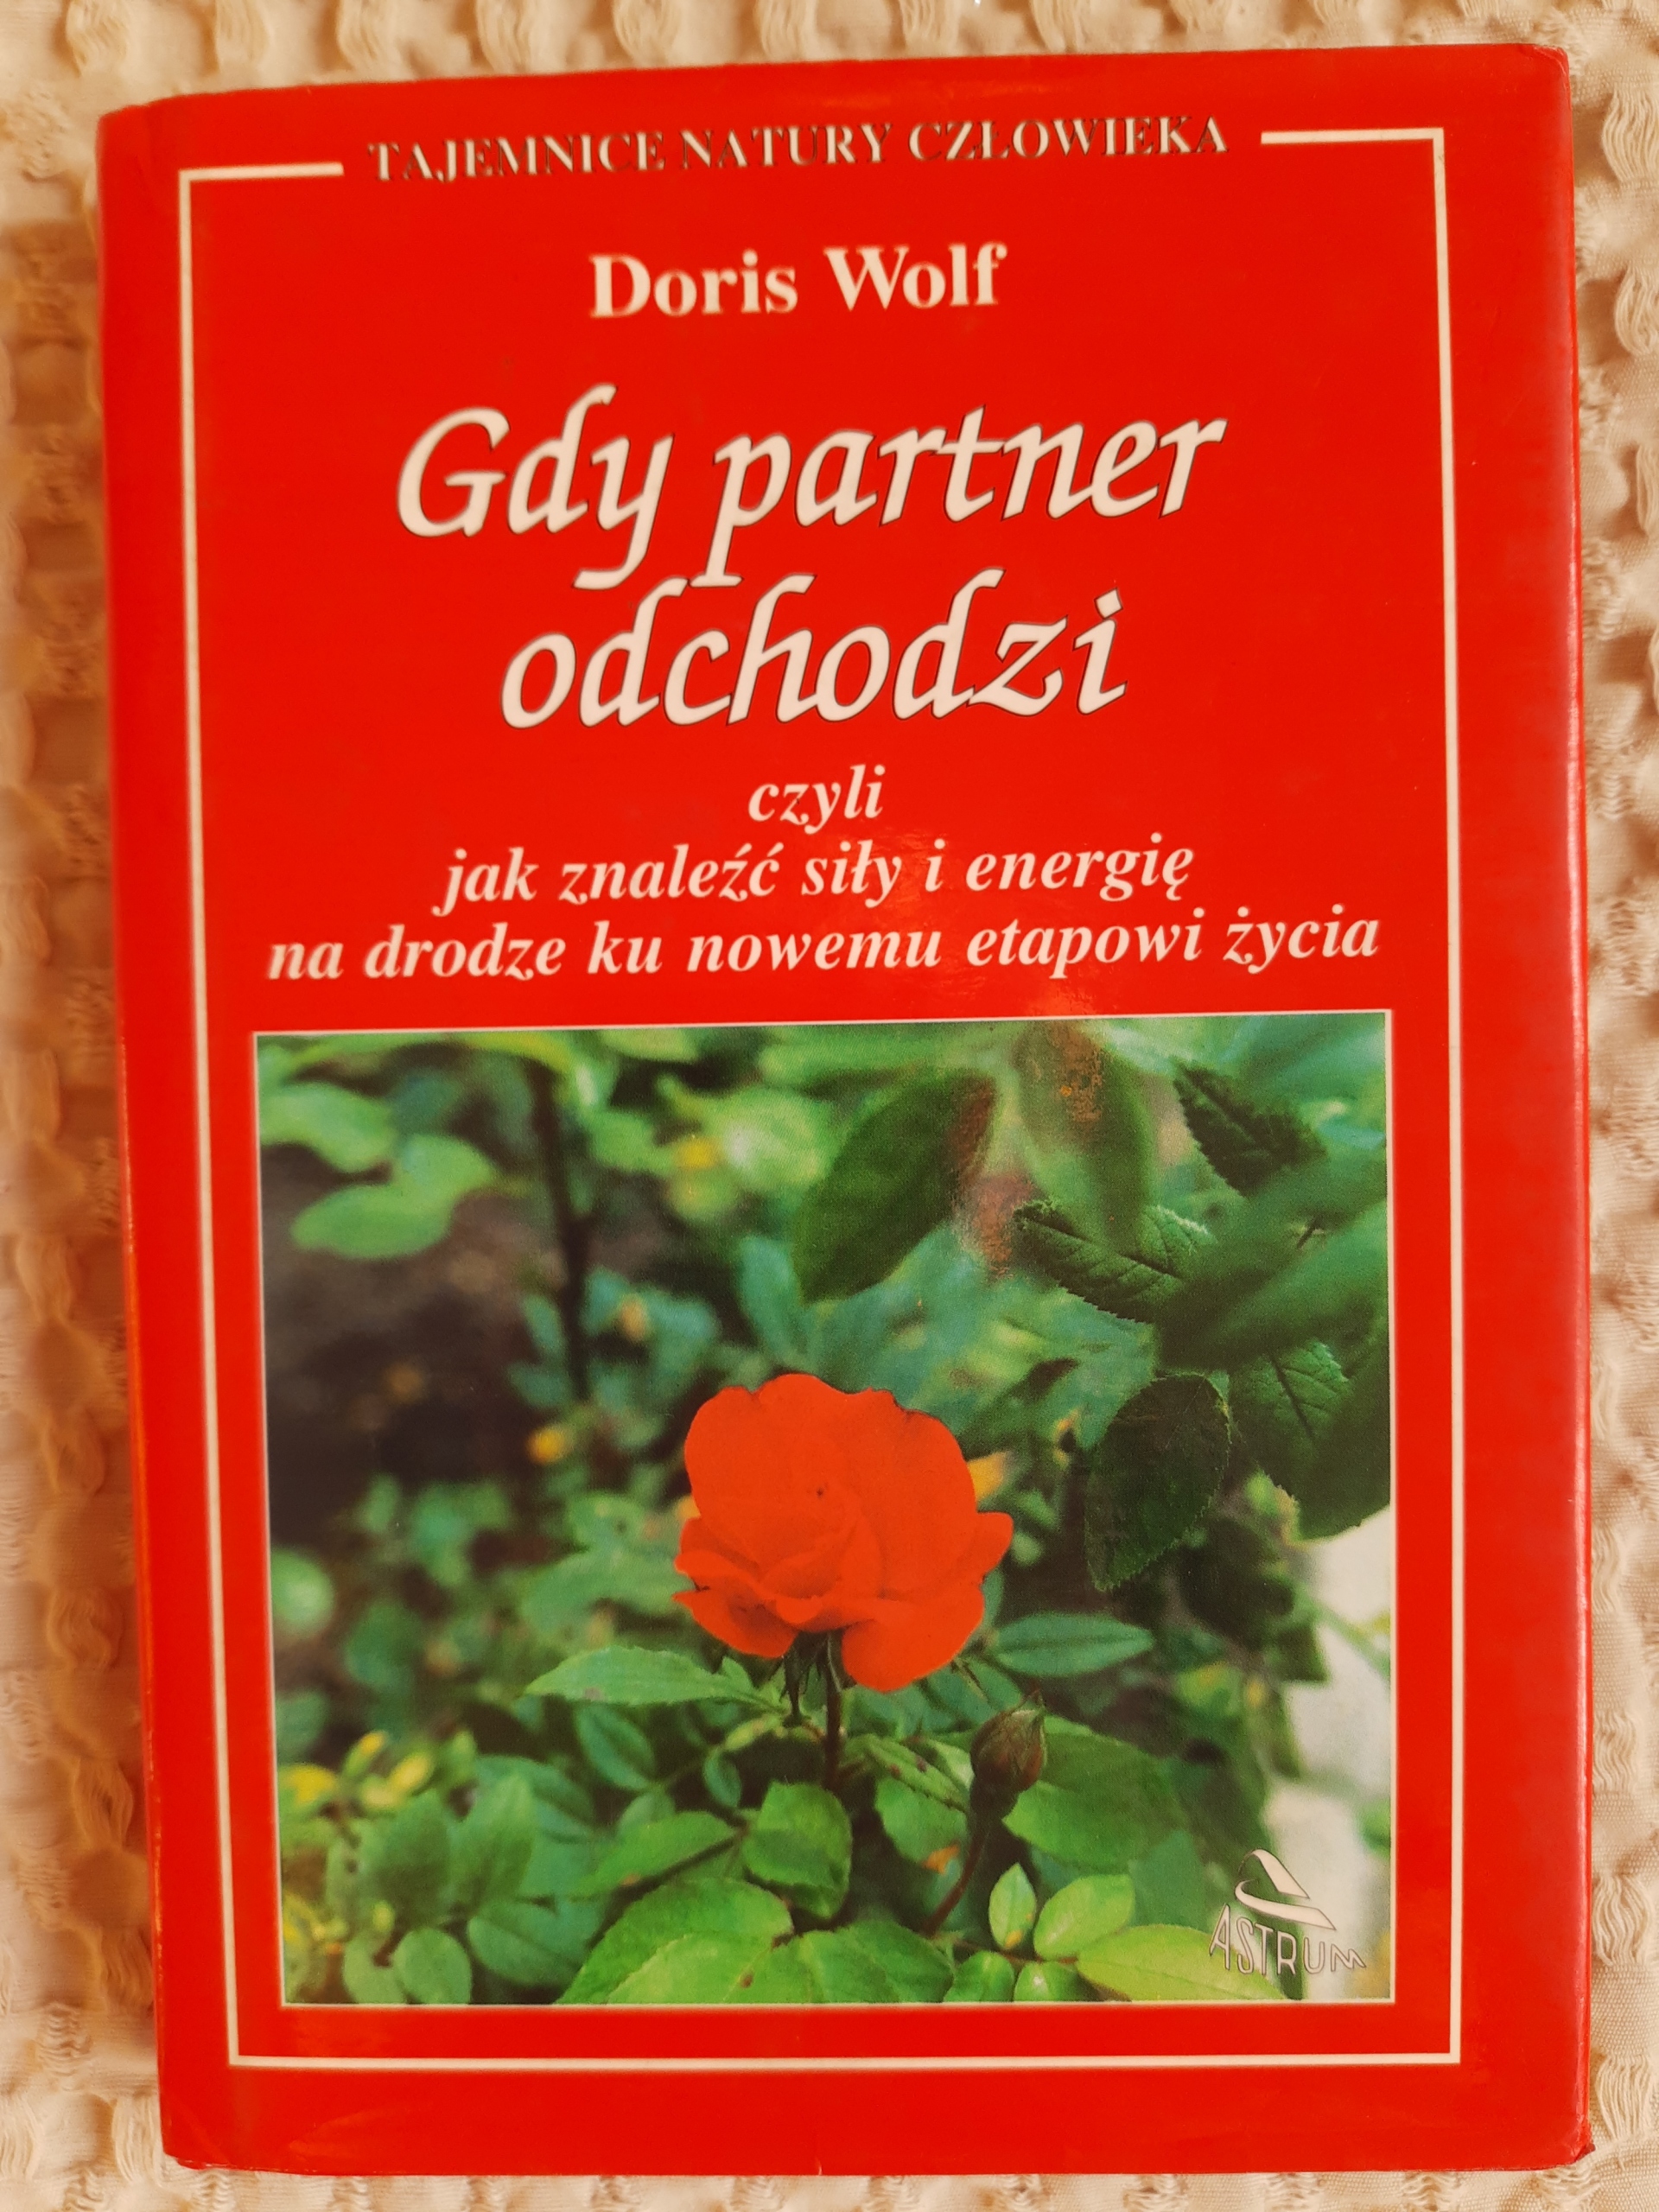 TAJEMNICE NATURY CZŁOWIEKA
Doris Wolf
Gdy partner
odchodzi
czyli
jak znaleźć siły i energię
na drodze ku nowemu etapowi życia
ASTRUM